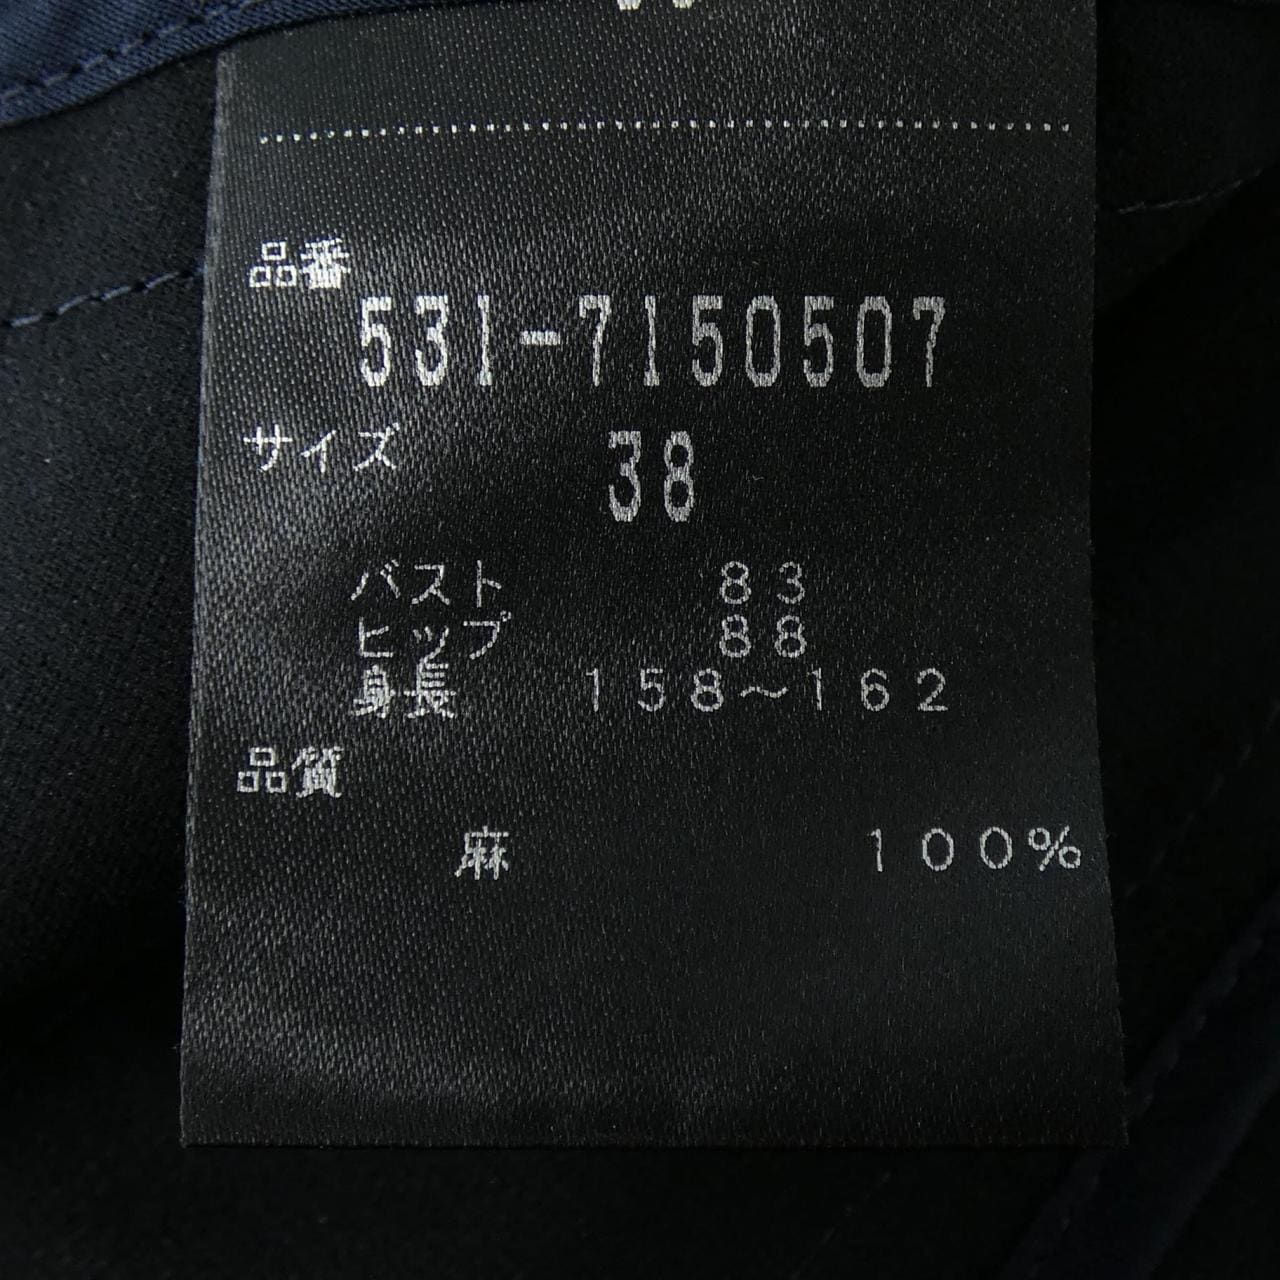 品番
531-7150507
サイズ 38
バスト 83
ヒップ 88
身長 158～162
品質
麻 100%